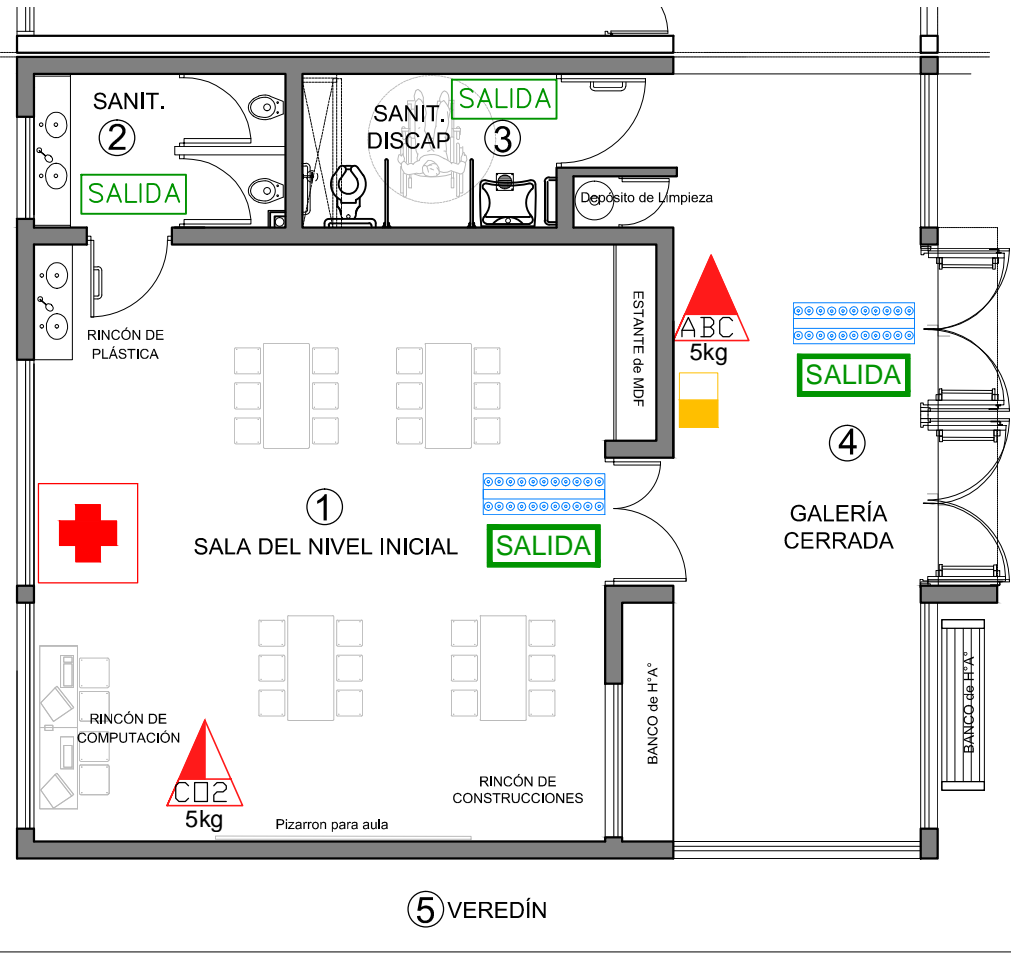 SANIT.
2
SALIDA
SANIT.
DISCAP
3
SALIDA
Depósito de Limpieza
RINCÓN DE
PLÁSTICA
ESTANTE de MDF
ABC
5kg
SALIDA
4
GALERÍA
CERRADA
1
SALA DEL NIVEL INICIAL
SALIDA
RINCÓN DE
COMPUTACIÓN
CO2
5kg
Pizarron para aula
RINCÓN DE
CONSTRUCCIONES
BANCO de H°A°
BANCO de H°A°
5 VEREDÍN